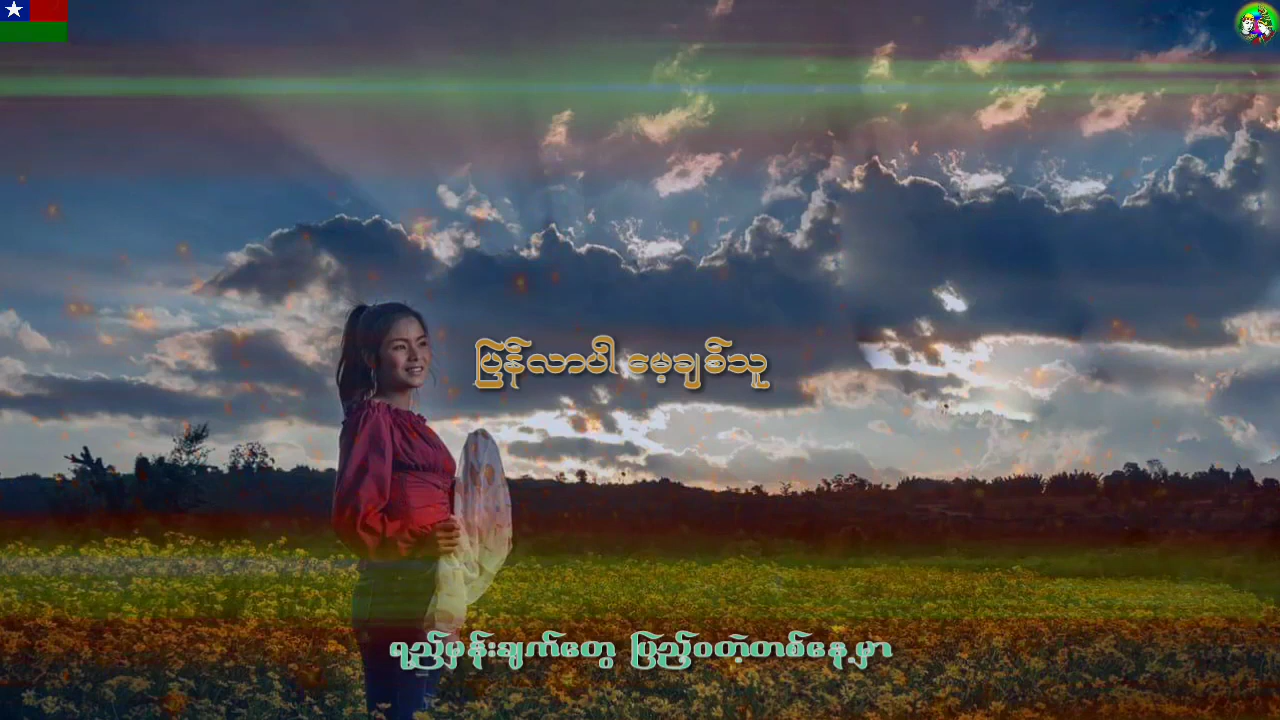 ပြန်လာပါ မေ့ချစ်သူ
ရည်မှန်းချက်တွေ ပြည့်ဝတဲ့တစ်နေ့မှာ